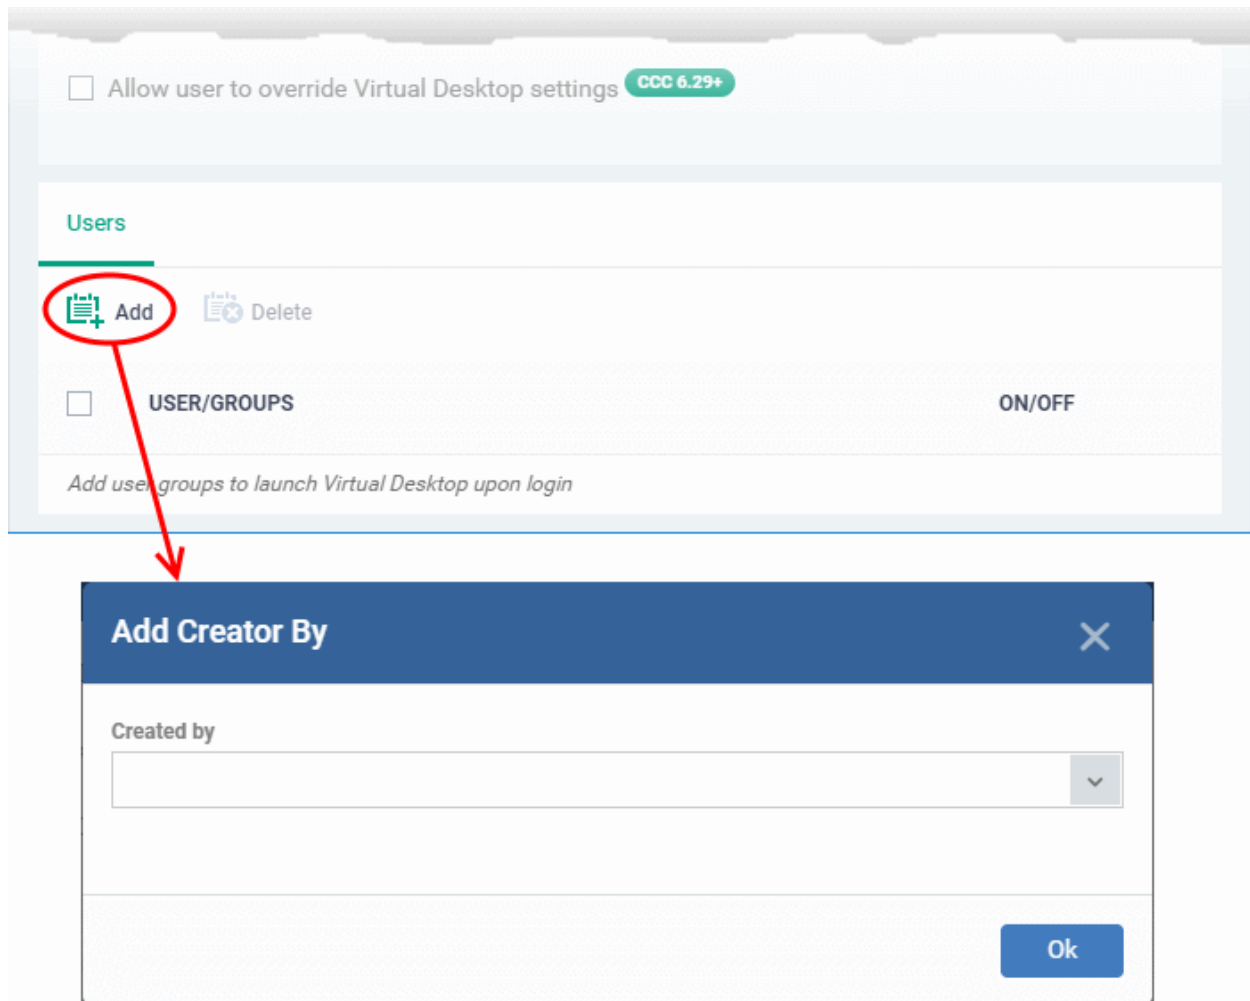 Allow user to override Virtual Desktop settings CCC 6.29+
Users
Add Delete
USER/GROUPS ON/OFF
Add user groups to launch Virtual Desktop upon login
Add Creator By
Created by
Ok